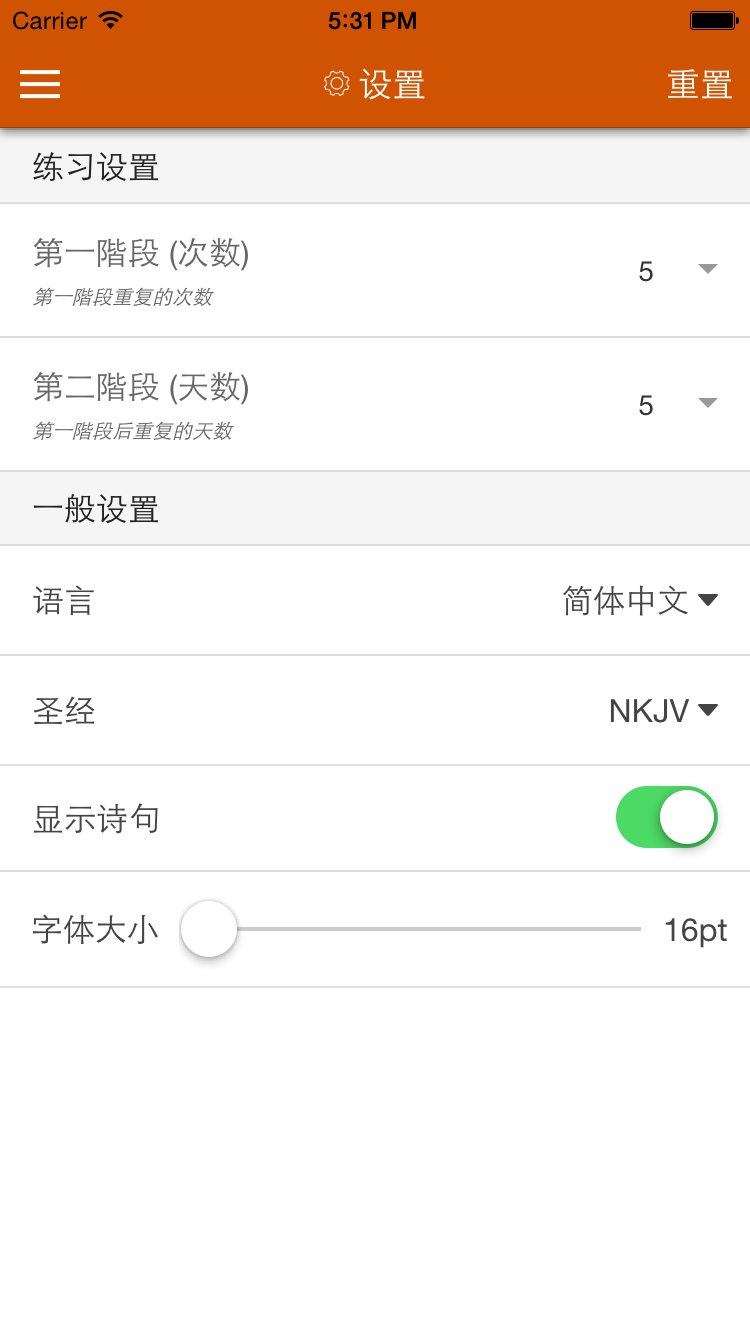 Carrier 5:31 PM
设置 重置
练习设置
第一階段 (次数) 5
第一階段重复的次数
第二階段 (天数) 5
第一階段后重复的天数
一般设置
语言 简体中文
圣经 NKJV
显示诗句
字体大小 16pt